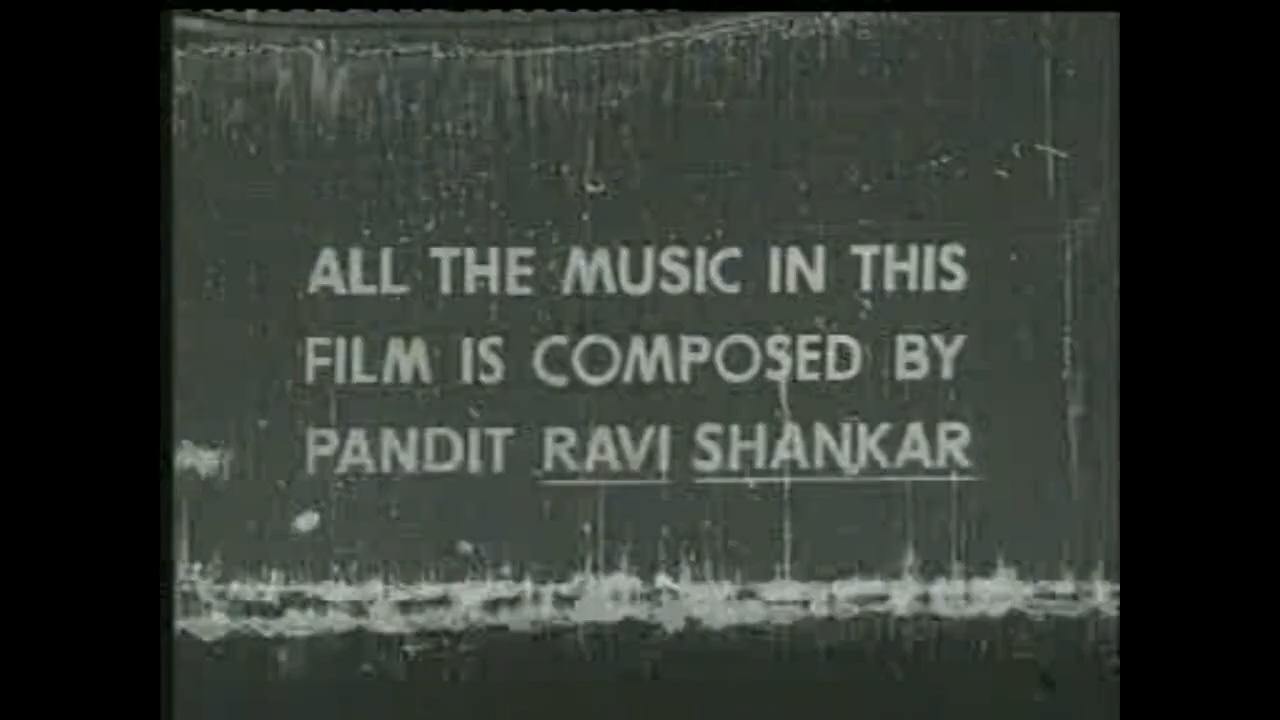 ALL THE MUSIC IN THIS
FILM IS COMPOSED BY
PANDIT RAVI SHANKAR